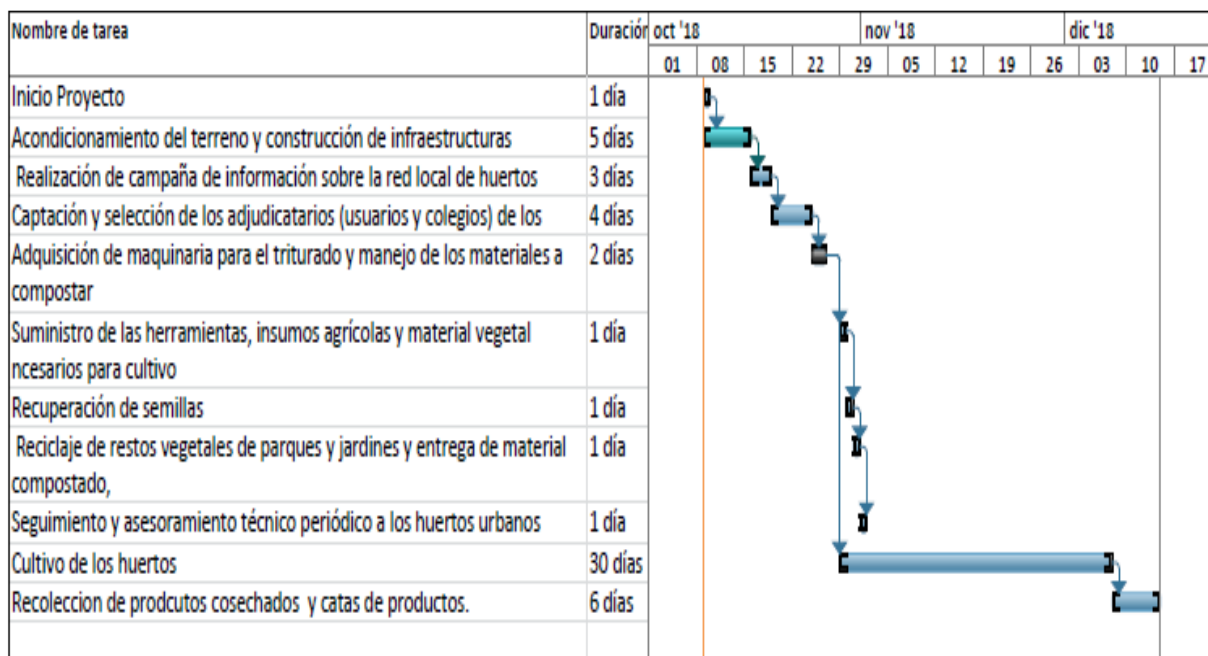 Nombre de tarea Duración oct '18 nov '18 dic '18
01 08 15 22 29 05 12 19 26 03 10 17
Inicio Proyecto 1 día
Acondicionamiento del terreno y construcción de infraestructuras 5 días
Realización de campaña de información sobre la red local de huertos 3 días
Captación y selección de los adjudicatarios (usuarios y colegios) de los 4 días
Adquisición de maquinaria para el triturado y manejo de los materiales a 2 días
compostar
Suministro de las herramientas, insumos agrícolas y material vegetal 1 día
ncesarios para cultivo
Recuperación de semillas 1 día
Reciclaje de restos vegetales de parques y jardines y entrega de material 1 día
compostado,
Seguimiento y asesoramiento técnico periódico a los huertos urbanos 1 día
Cultivo de los huertos 30 días
Recoleccion de prodcutos cosechados y catas de productos. 6 días